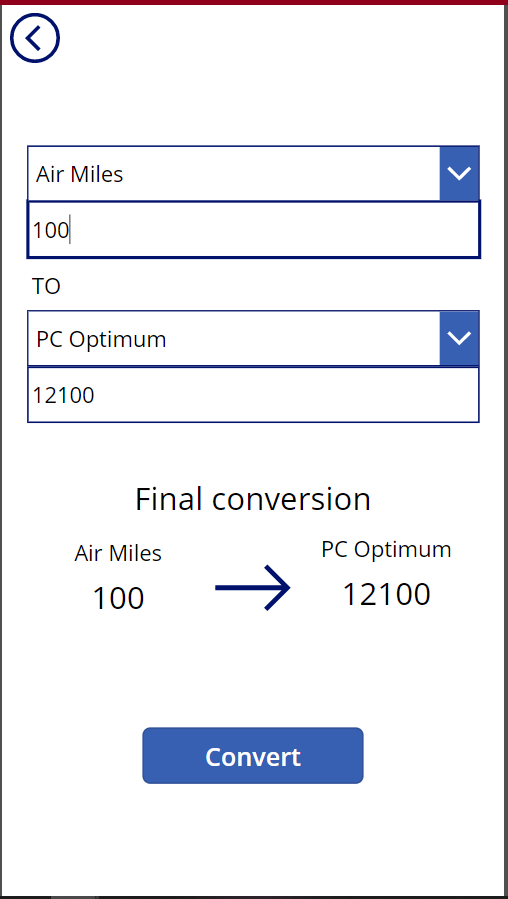 Air Miles
100
TO
PC Optimum
12100
Final conversion
Air Miles
PC Optimum
100
12100
Convert